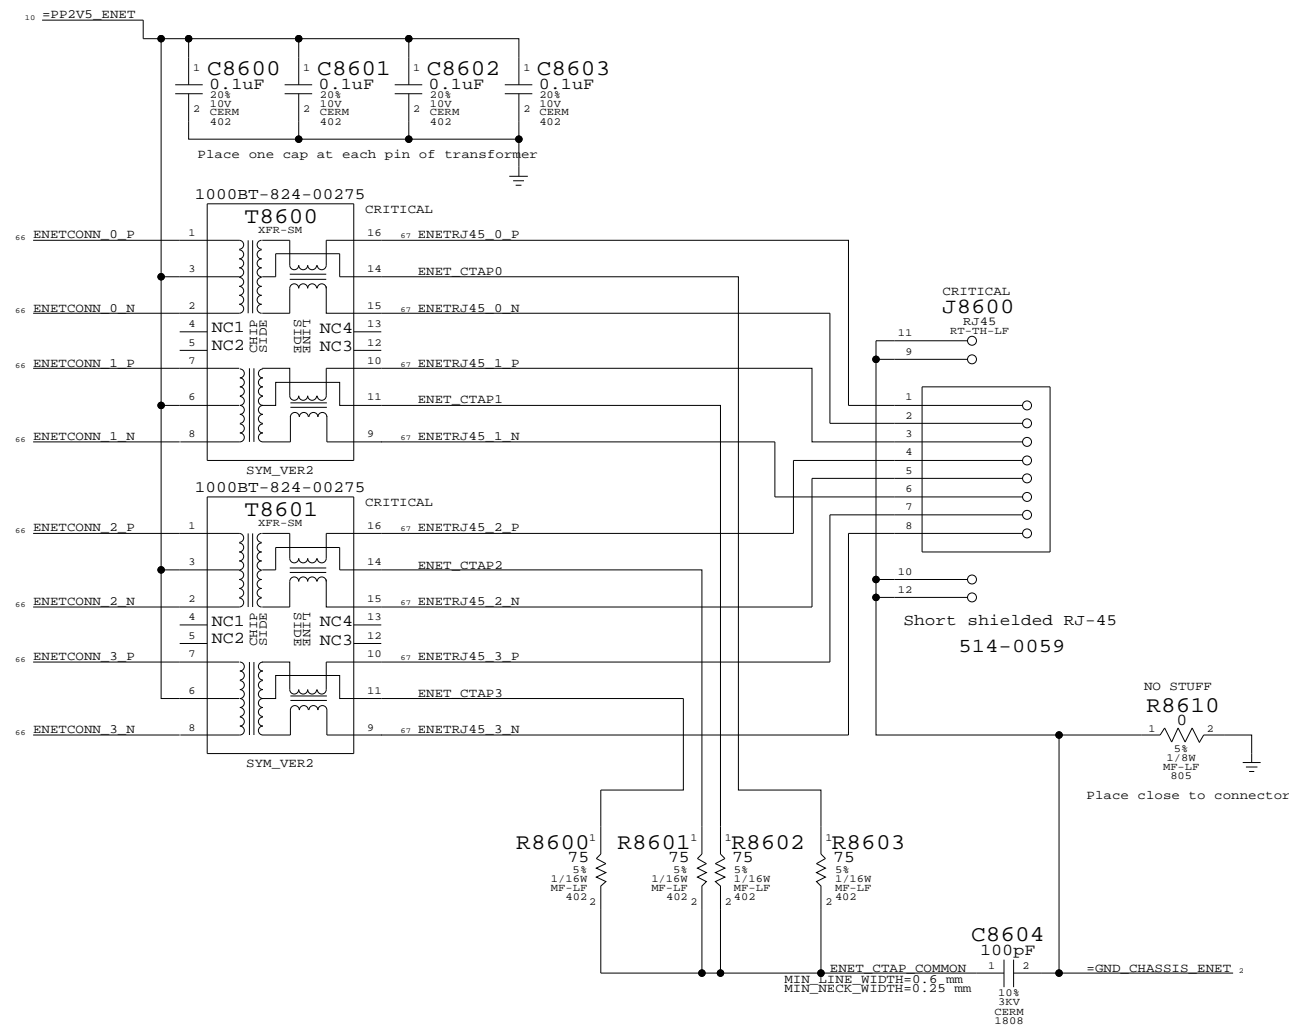 10 =PP2V5_ENET
1 C8600
0.1uF
20%
2 10V
CERM
402
1 C8601
0.1uF
20%
2 10V
CERM
402
1 C8602
0.1uF
20%
2 10V
CERM
402
1 C8603
0.1uF
20%
2 10V
CERM
402
Place one cap at each pin of transformer
1000BT-824-00275
CRITICAL
T8600
XFR-SM
66 ENETCONN_0_P 1
3
66 ENETCONN_0_N 2
4 NC1
5 NC2
CHIP SIDE
LINE SIDE
66 ENETCONN_1_P 7
6
66 ENETCONN_1_N 8
16 67 ENETRJ45_0_P
14 ENET_CTAP0
15 67 ENETRJ45_0_N
NC4 13
NC3 12
10 67 ENETRJ45_1_P
11 ENET_CTAP1
9 67 ENETRJ45_1_N
SYM_VER2
1000BT-824-00275
CRITICAL
T8601
XFR-SM
66 ENETCONN_2_P 1
3
66 ENETCONN_2_N 2
4 NC1
5 NC2
CHIP SIDE
LINE SIDE
66 ENETCONN_3_P 7
6
66 ENETCONN_3_N 8
16 67 ENETRJ45_2_P
14 ENET_CTAP2
15 67 ENETRJ45_2_N
NC4 13
NC3 12
10 67 ENETRJ45_3_P
11 ENET_CTAP3
9 67 ENETRJ45_3_N
SYM_VER2
CRITICAL
J8600
RJ45
RT-TH-LF
11
9
1
2
3
4
5
6
7
8
10
12
Short shielded RJ-45
514-0059
NO STUFF
R8610
1 0 2
5%
1/8W
MF-LF
805
Place close to connector
R8600 1
75
5%
1/16W
MF-LF
402 2
R8601 1
75
5%
1/16W
MF-LF
402 2
1 R8602
75
5%
1/16W
MF-LF
2 402
1 R8603
75
5%
1/16W
MF-LF
2 402
C8604
100pF
ENET_CTAP_COMMON 1 2 =GND_CHASSIS_ENET 2
MIN_LINE_WIDTH=0.6 mm
MIN_NECK_WIDTH=0.25 mm
10%
3KV
CERM
1808